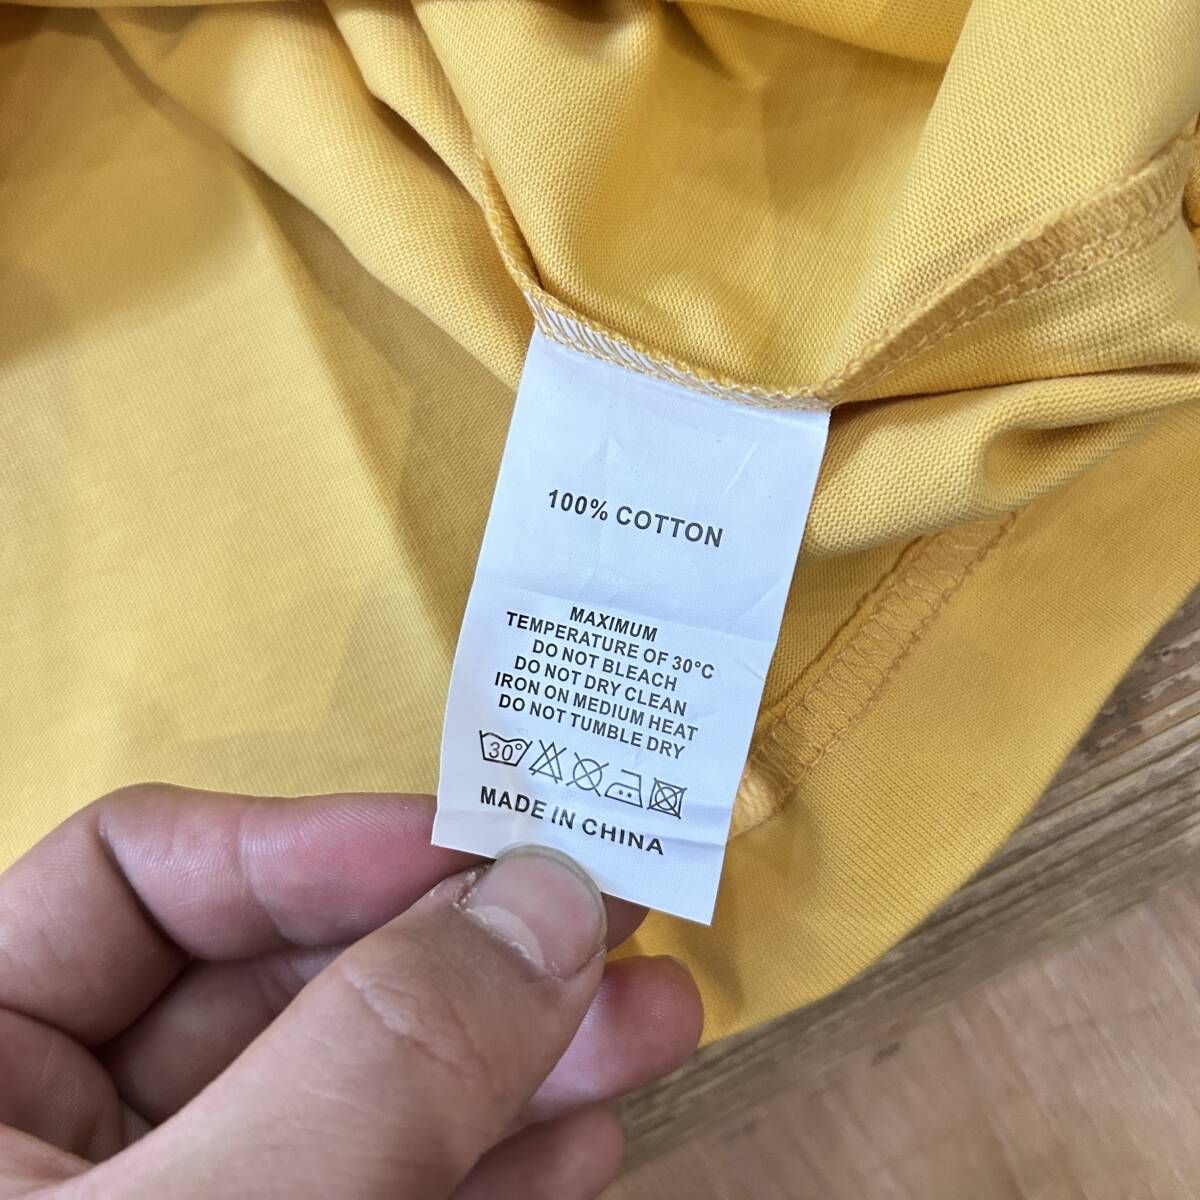 100% COTTON
MAXIMUM
TEMPERATURE OF 30°C
DO NOT BLEACH
DO NOT DRY CLEAN
IRON ON MEDIUM HEAT
DO NOT TUMBLE DRY
30°
MADE IN CHINA